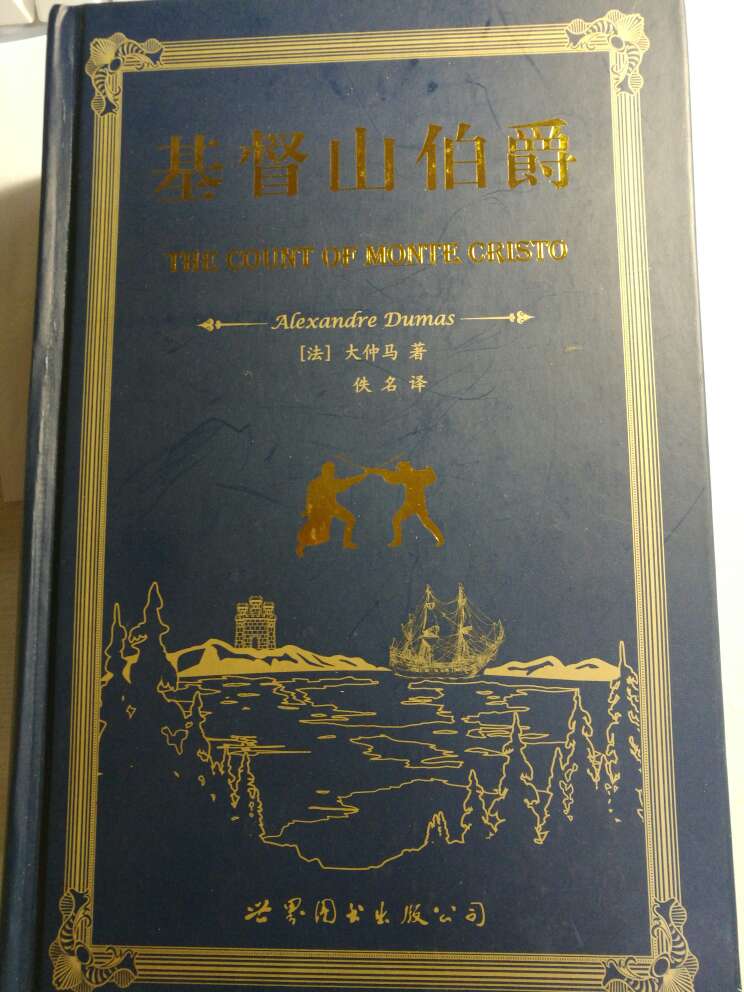 基督山伯爵
THE COUNT OF MONTE CRISTO
Alexandre Dumas
[法] 大仲马 著
佚名 译
世界图书出版公司